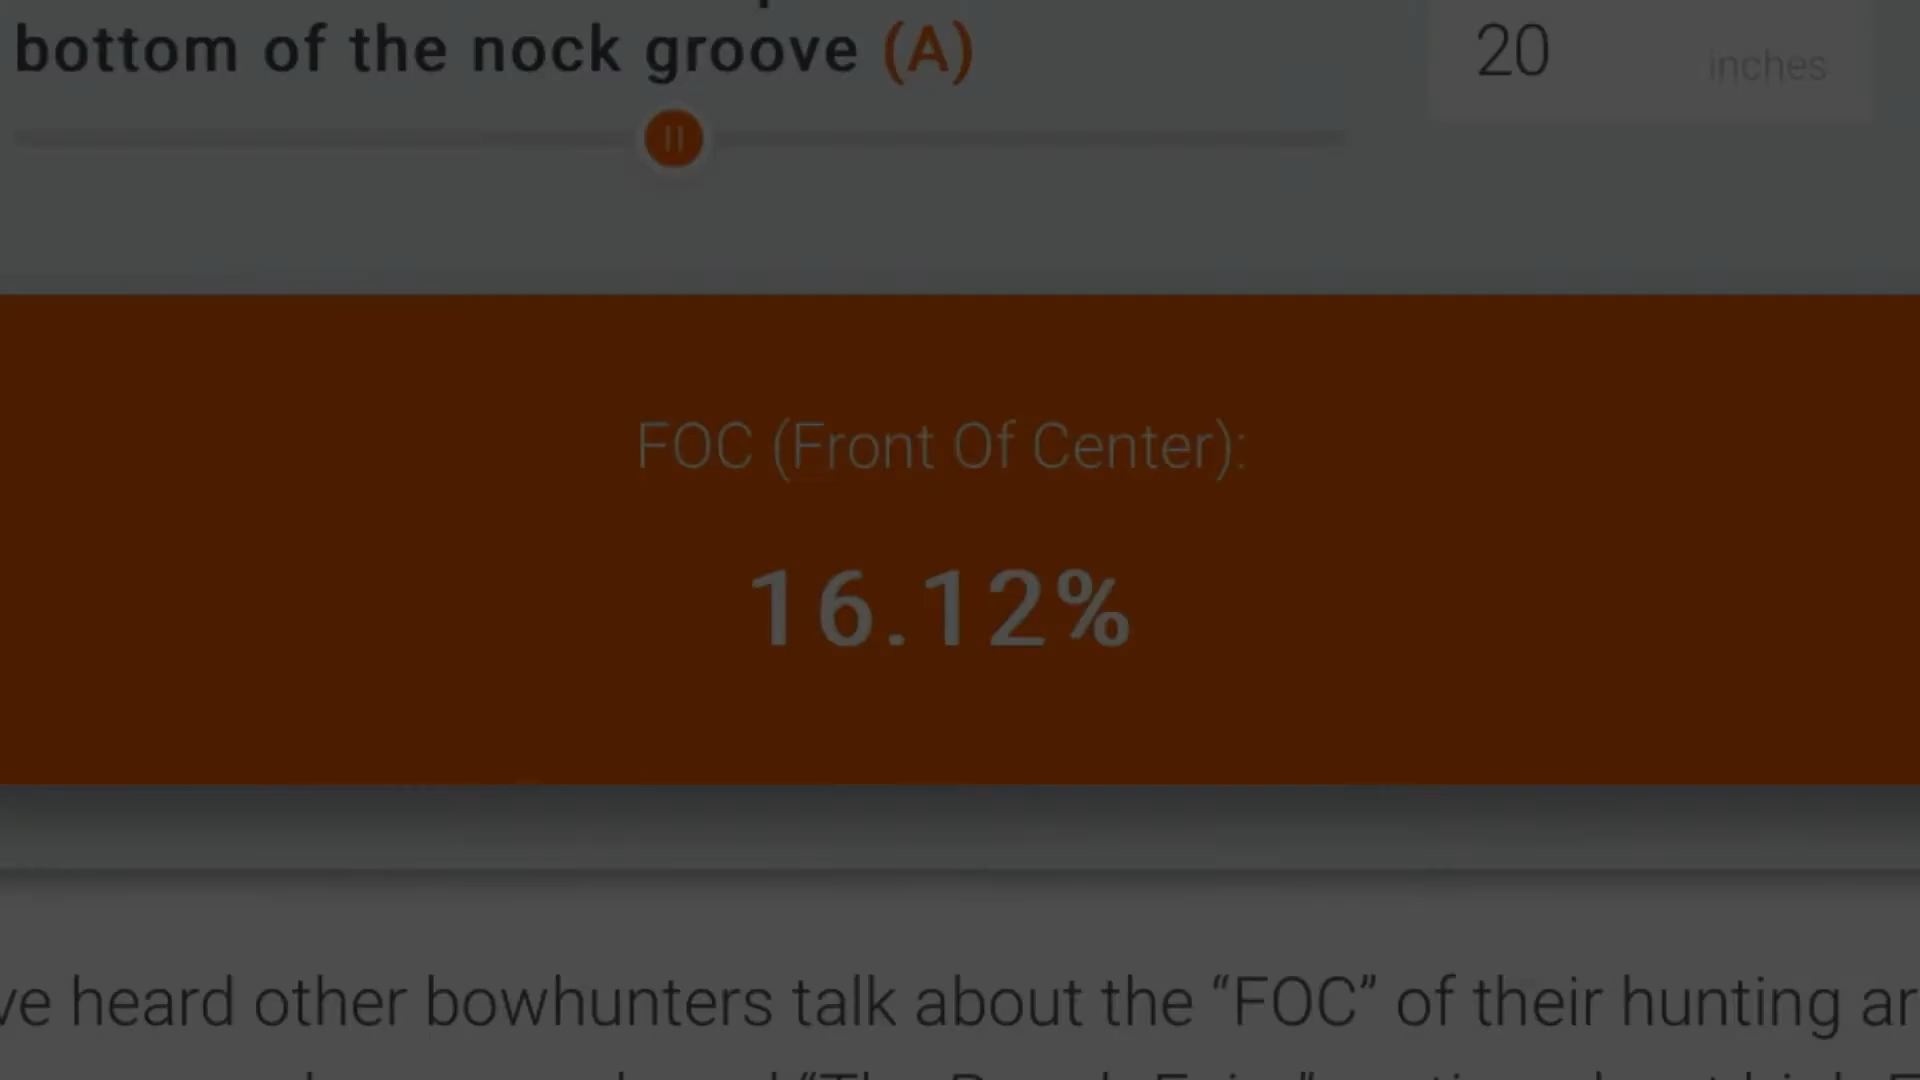 bottom of the nock groove (A)
20 inches
FOC (Front Of Center):
16.12%
ve heard other bowhunters talk about the “FOC” of their hunting ar